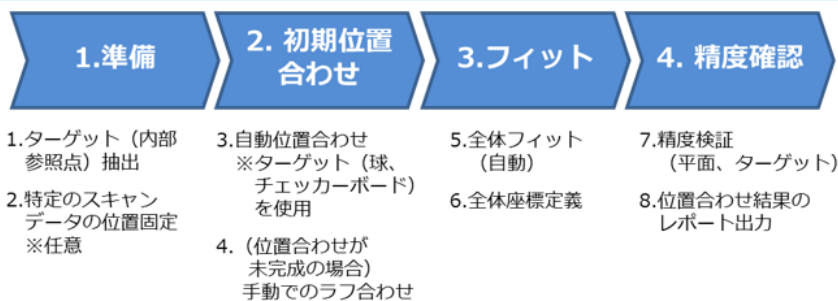 1.準備
2. 初期位置
合わせ
3.フィット
4. 精度確認
1.ターゲット（内部
参照点）抽出
2.特定のスキャン
データの位置固定
※任意
3.自動位置合わせ
※ターゲット（球、
チェッカーボード）
を使用
4.（位置合わせが
未完成の場合）
手動でのラフ合わせ
5.全体フィット
（自動）
6.全体座標定義
7.精度検証
（平面、ターゲット）
8.位置合わせ結果の
レポート出力